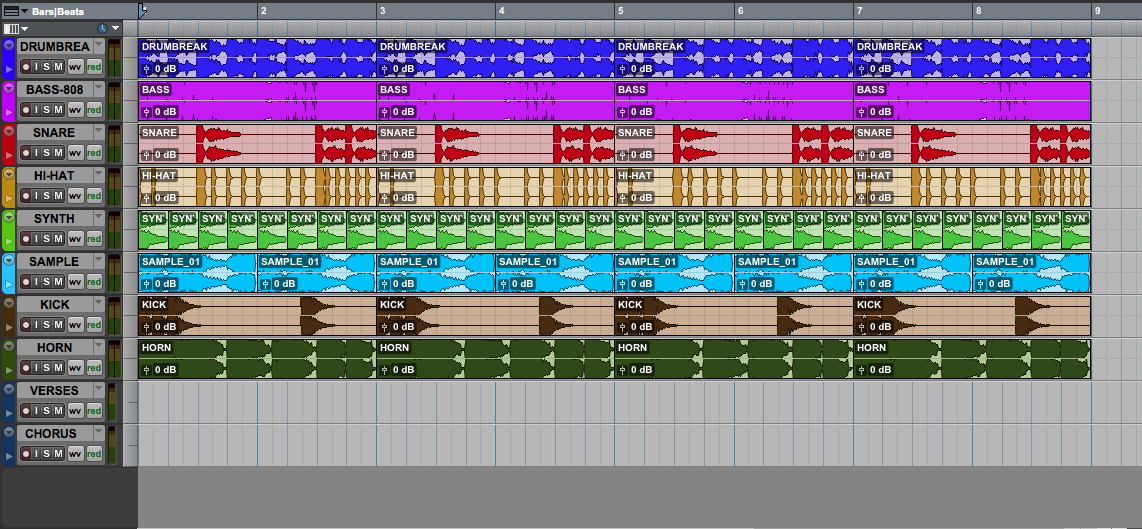 Bars|Beats 2 3 4 5 6 7 8 9
DRUMBREA DRUMBREAK DRUMBREAK DRUMBREAK DRUMBREAK
I S M wv red 0 dB 0 dB 0 dB 0 dB
BASS-808 BASS BASS BASS BASS
I S M wv red 0 dB 0 dB 0 dB 0 dB
SNARE SNARE SNARE SNARE SNARE
I S M wv red 0 dB 0 dB 0 dB 0 dB
HI-HAT HI-HAT HI-HAT HI-HAT HI-HAT
I S M wv red 0 dB 0 dB 0 dB 0 dB
SYNTH SYN SYN SYN SYN SYN SYN SYN SYN SYN SYN SYN SYN SYN SYN SYN SYN SYN SYN SYN SYN SYN SYN SYN SYN SYN SYN SYN SYN SYN SYN SYN SYN
I S M wv red
SAMPLE SAMPLE_01 SAMPLE_01 SAMPLE_01 SAMPLE_01 SAMPLE_01 SAMPLE_01 SAMPLE_01 SAMPLE_01
I S M wv red 0 dB 0 dB 0 dB 0 dB 0 dB 0 dB 0 dB 0 dB
KICK KICK KICK KICK KICK
I S M wv red 0 dB 0 dB 0 dB 0 dB
HORN HORN HORN HORN HORN
I S M wv red 0 dB 0 dB 0 dB 0 dB
VERSES
I S M wv red
CHORUS
I S M wv red